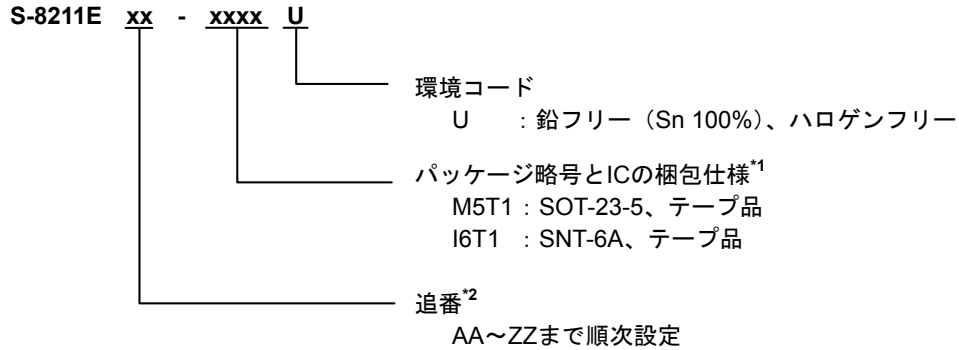 S-8211E xx - xxxx U
環境コード
U : 鉛フリー（Sn 100%）、ハロゲンフリー
パッケージ略号とICの梱包仕様*1
M5T1 : SOT-23-5、テープ品
I6T1 : SNT-6A、テープ品
追番*2
AA～ZZまで順次設定